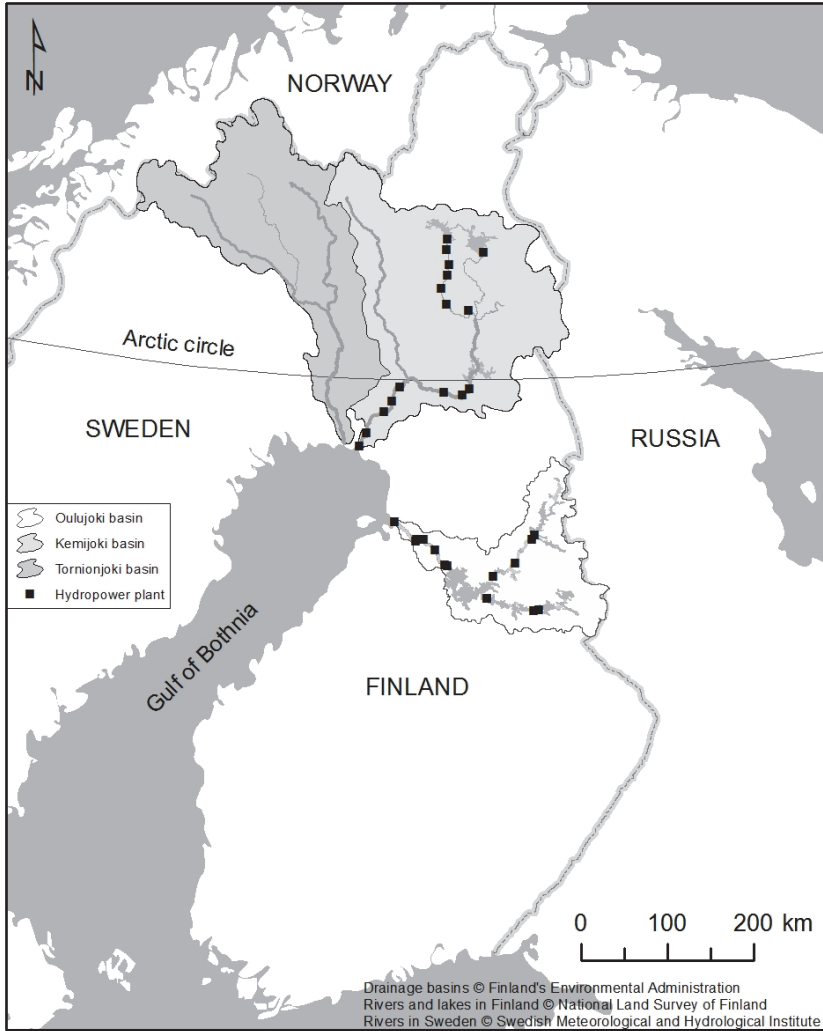 N
NORWAY
Arctic circle
SWEDEN
RUSSIA
Oulujoki basin
Kemijoki basin
Tornionjoki basin
Hydropower plant
Gulf of Bothnia
FINLAND
0 100 200 km
Drainage basins © Finland's Environmental Administration
Rivers and lakes in Finland © National Land Survey of Finland
Rivers in Sweden © Swedish Meteorological and Hydrological Institute